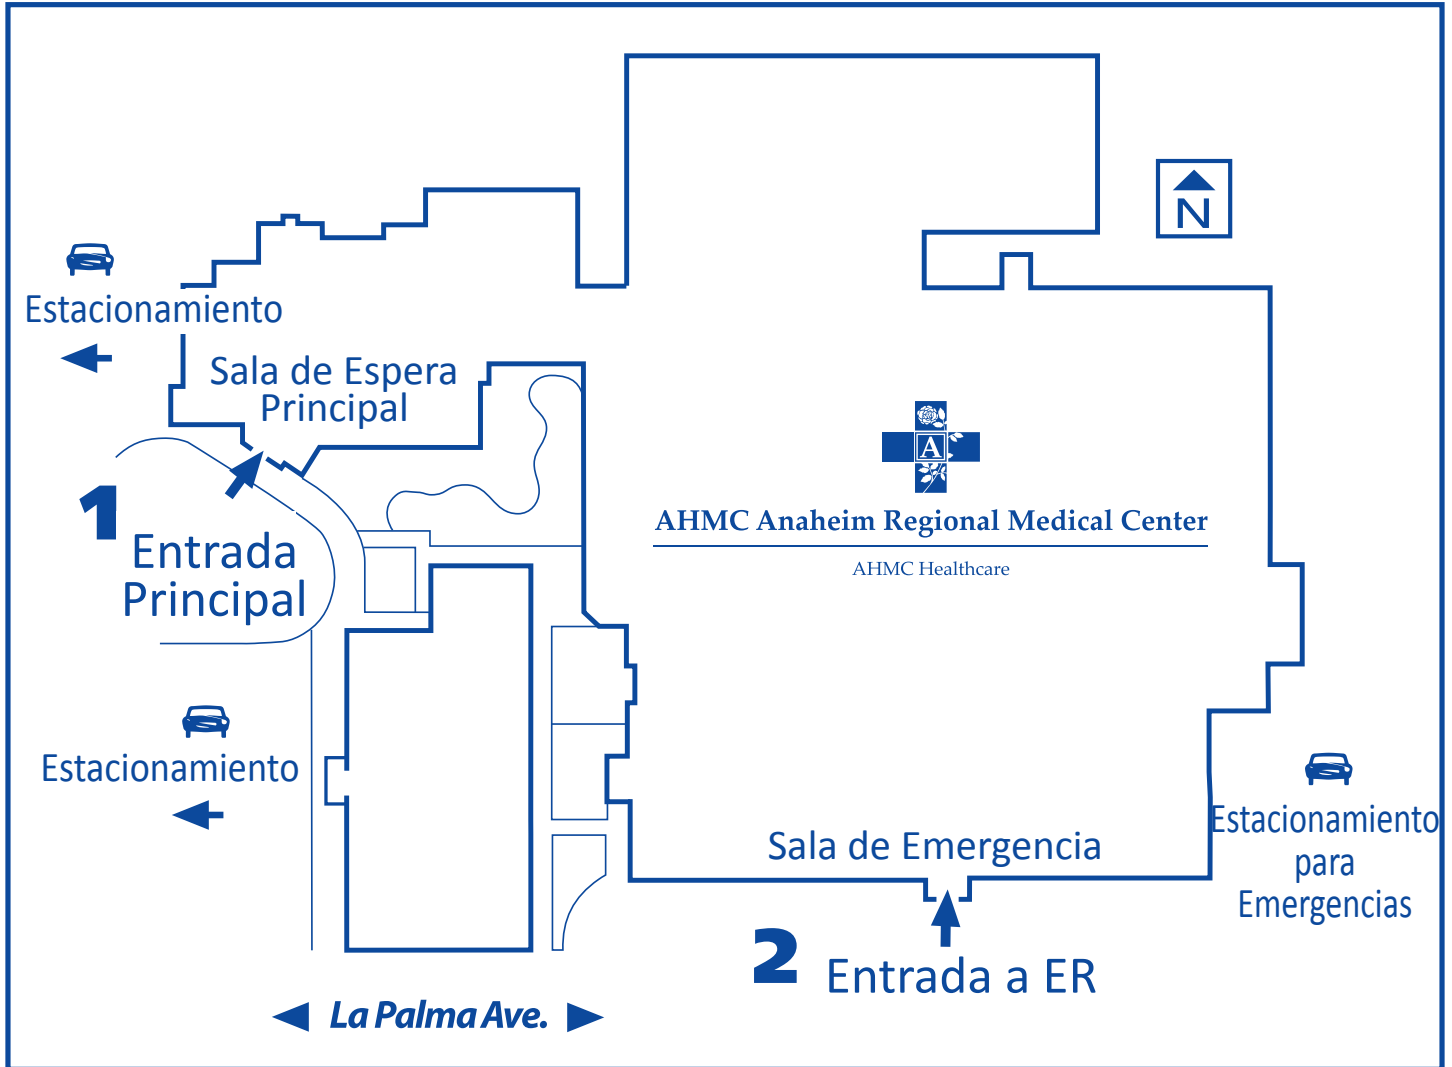 N
Estacionamiento
Sala de Espera
Principal
A
AHMC Anaheim Regional Medical Center
AHMC Healthcare
1
Entrada
Principal
Estacionamiento
Estacionamiento
para
Emergencias
Sala de Emergencia
2 Entrada a ER
La Palma Ave.